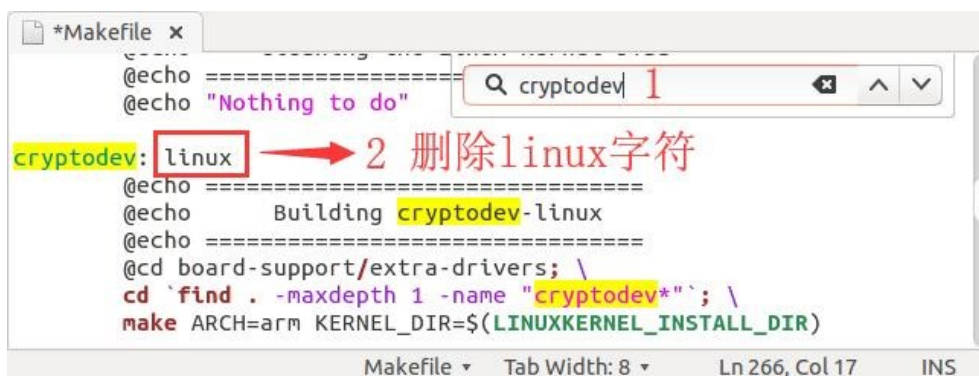 *Makefile ×
@echo =====================
cryptodev 1
@echo "Nothing to do"
cryptodev: linux 2 删除linux字符
@echo =================================
@echo Building cryptodev-linux
@echo =================================
@cd board-support/extra-drivers; \
cd `find . -maxdepth 1 -name "cryptodev*"`; \
make ARCH=arm KERNEL_DIR=$(LINUXKERNEL_INSTALL_DIR)
Makefile Tab Width: 8 Ln 266, Col 17 INS